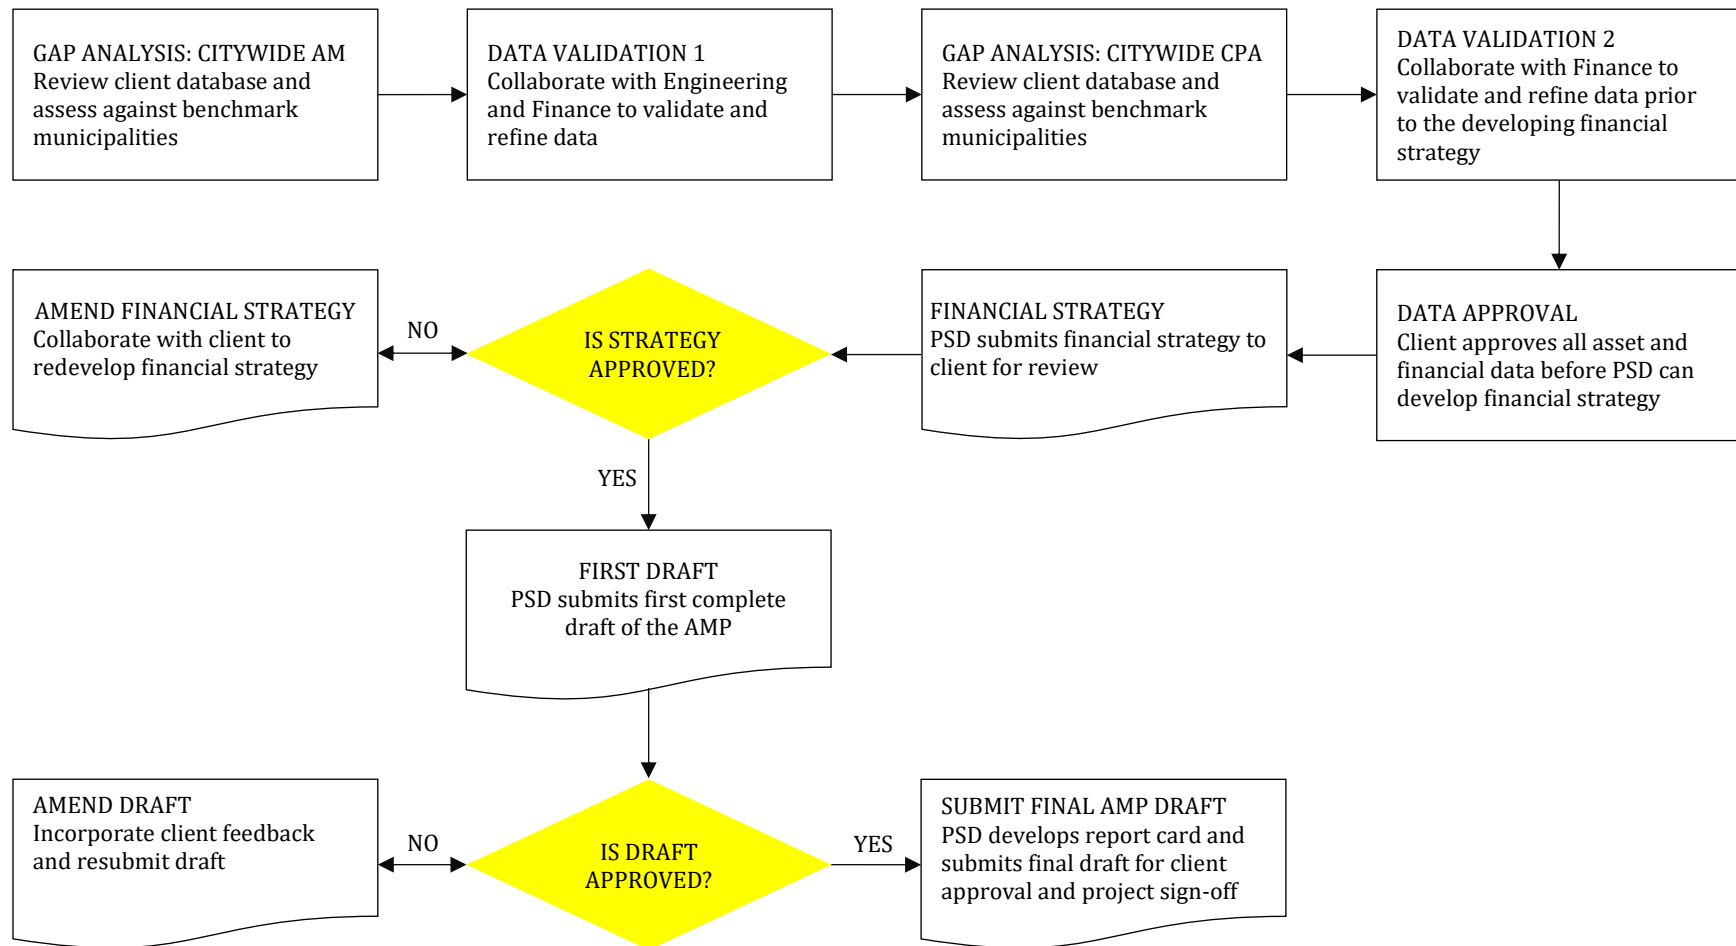 GAP ANALYSIS: CITYWIDE AM
Review client database and
assess against benchmark
municipalities
DATA VALIDATION 1
Collaborate with Engineering
and Finance to validate and
refine data
GAP ANALYSIS: CITYWIDE CPA
Review client database and
assess against benchmark
municipalities
DATA VALIDATION 2
Collaborate with Finance to
validate and refine data prior
to the developing financial
strategy
AMEND FINANCIAL STRATEGY
Collaborate with client to
redevelop financial strategy
NO
IS STRATEGY
APPROVED?
FINANCIAL STRATEGY
PSD submits financial strategy to
client for review
DATA APPROVAL
Client approves all asset and
financial data before PSD can
develop financial strategy
YES
FIRST DRAFT
PSD submits first complete
draft of the AMP
AMEND DRAFT
Incorporate client feedback
and resubmit draft
NO
IS DRAFT
APPROVED?
YES
SUBMIT FINAL AMP DRAFT
PSD develops report card and
submits final draft for client
approval and project sign-off